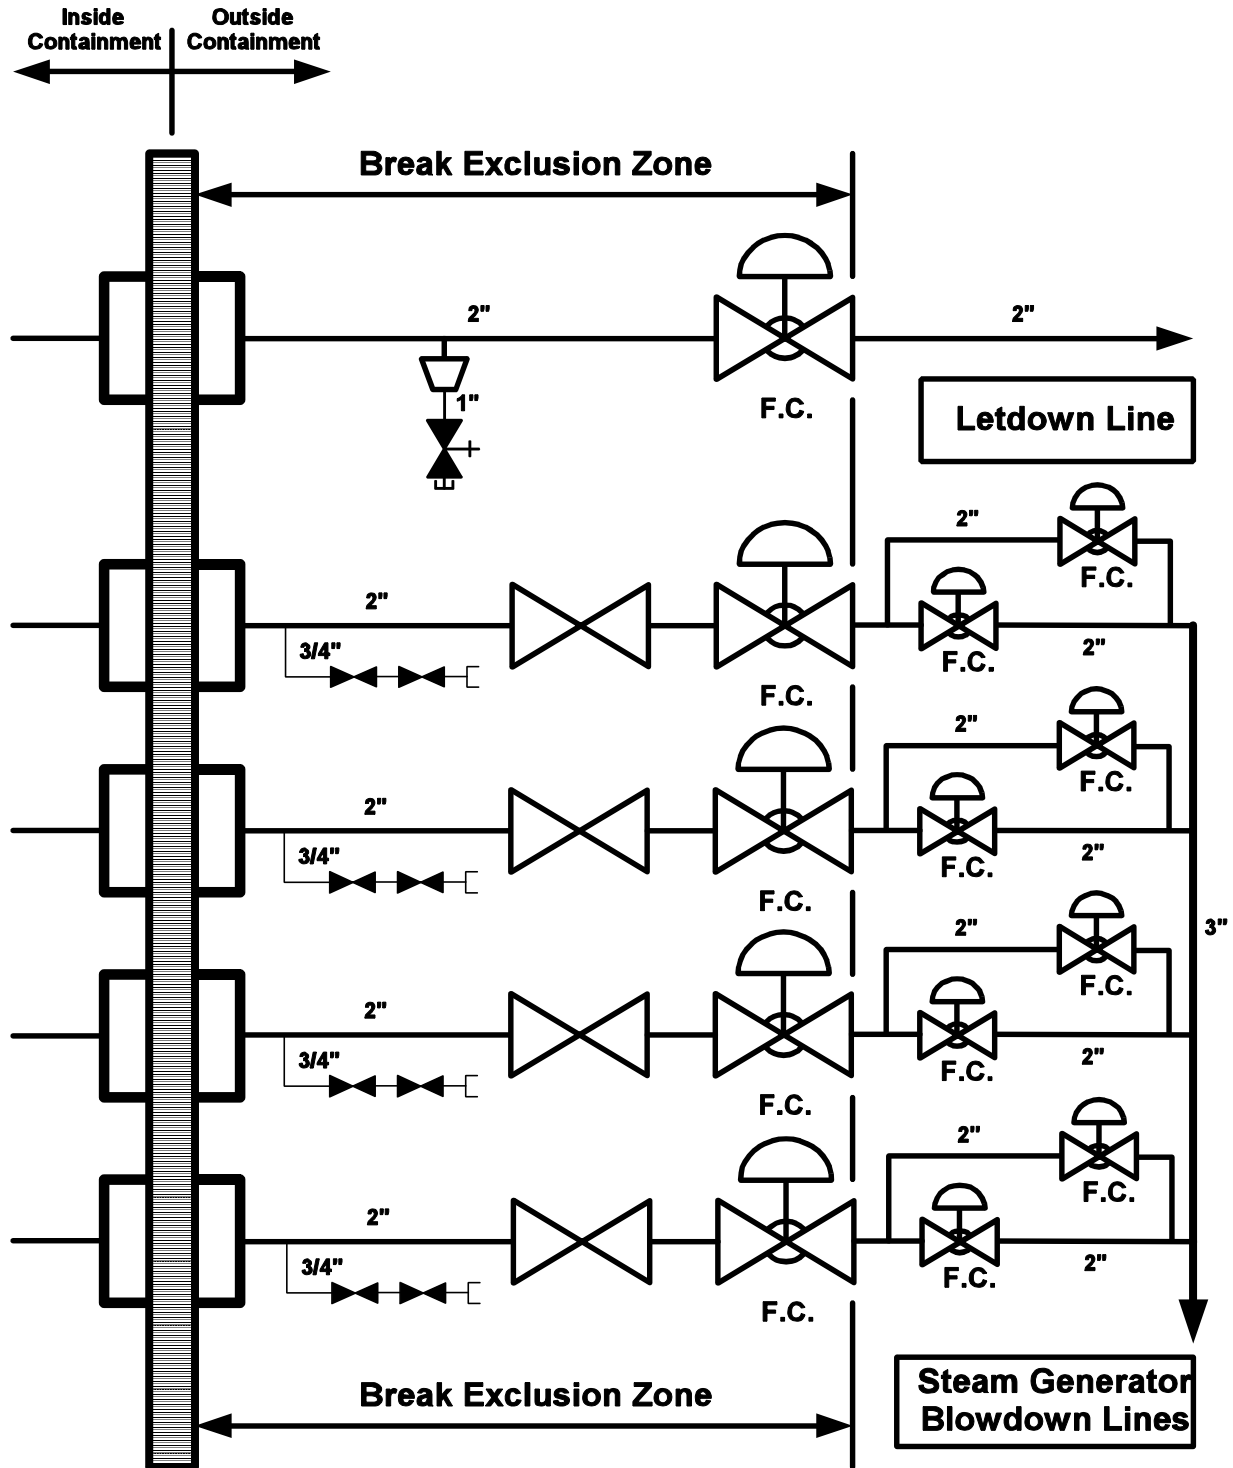 Inside
Containment
Outside
Containment
Break Exclusion Zone
2"
2"
1"
F.C.
Letdown Line
2"
F.C.
2"
3/4"
F.C.
2"
F.C.
2"
F.C.
2"
3/4"
F.C.
2"
F.C.
3"
2"
F.C.
2"
3/4"
F.C.
2"
F.C.
2"
F.C.
2"
3/4"
F.C.
2"
F.C.
Break Exclusion Zone
Steam Generator
Blowdown Lines